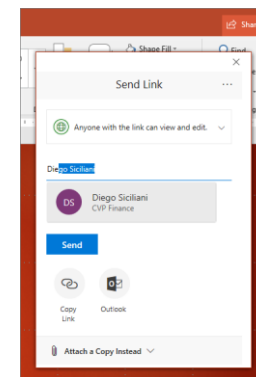 Shar
Shape Fill
Find
Send Link
Anyone with the link can view and edit.
Diego Siciliani
DS
Diego Siciliani
CVP Finance
Send
Copy
Link
Outlook
Attach a Copy Instead